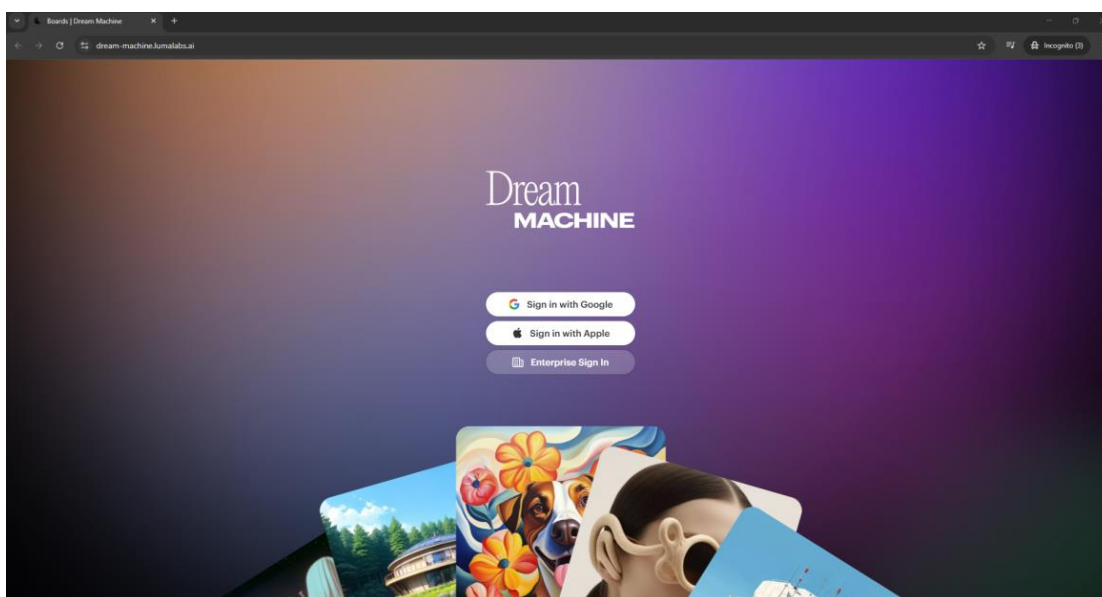 Boards | Dream Machine
dream-machine.lumalabs.ai
Incognito (3)
Dream
MACHINE
Sign in with Google
Sign in with Apple
Enterprise Sign In